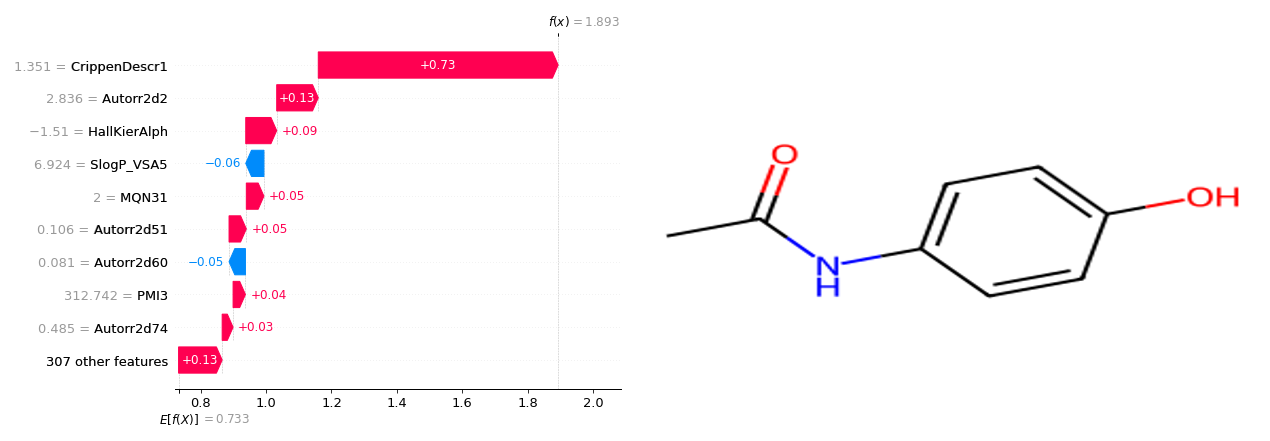 f(x) = 1.893
1.351 = CrippenDescr1
+0.73
2.836 = Autorr2d2
+0.13
−1.51 = HallKierAlph
+0.09
6.924 = SlogP_VSA5
−0.06
2 = MQN31
+0.05
0.106 = Autorr2d51
+0.05
0.081 = Autorr2d60
−0.05
312.742 = PMI3
+0.04
0.485 = Autorr2d74
+0.03
307 other features
+0.13
0.8 1.0 1.2 1.4 1.6 1.8 2.0
E[f(X)] = 0.733
O
OH
N
H